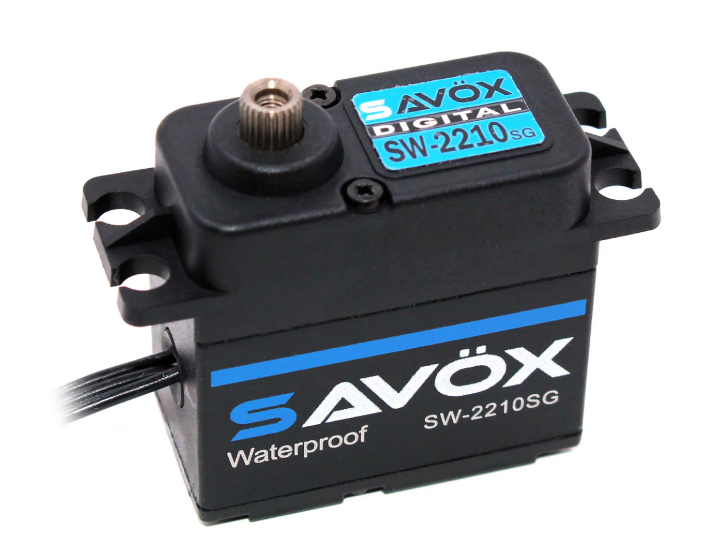 SAVÖX
DIGITAL
SW-2210SG
SAVÖX
Waterproof
SW-2210SG